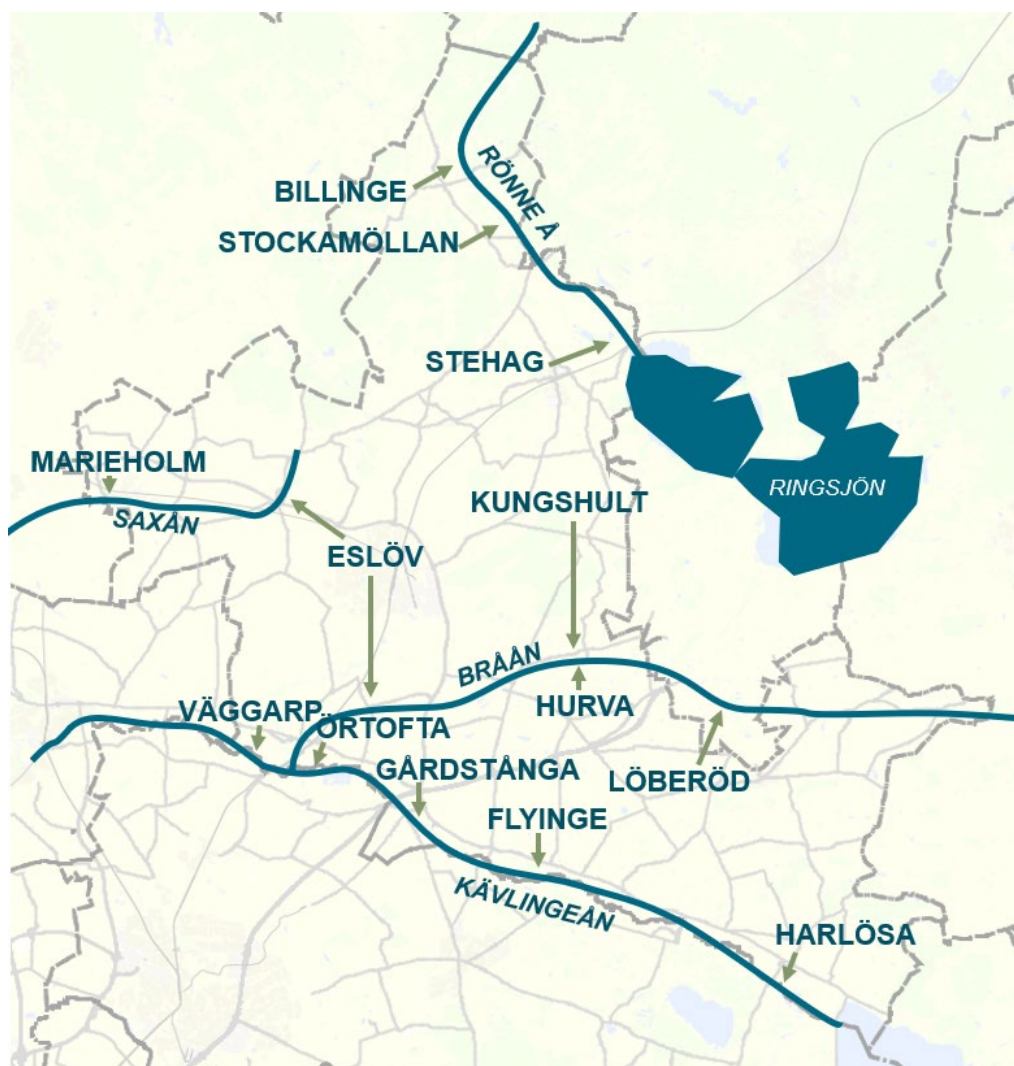 RÖNNE Å
BILLINGE
STOCKAMÖLLAN
STEHAG
MARIEHOLM
KUNGSHULT
RINGSJÖN
SAXÅN
ESLÖV
BRÅÅN
VÄGGARP
HURVA
ÖRTOFTA
GÅRDSTÅNGA
LÖBERÖD
FLYINGE
KÄVLINGEÅN
HARLÖSA